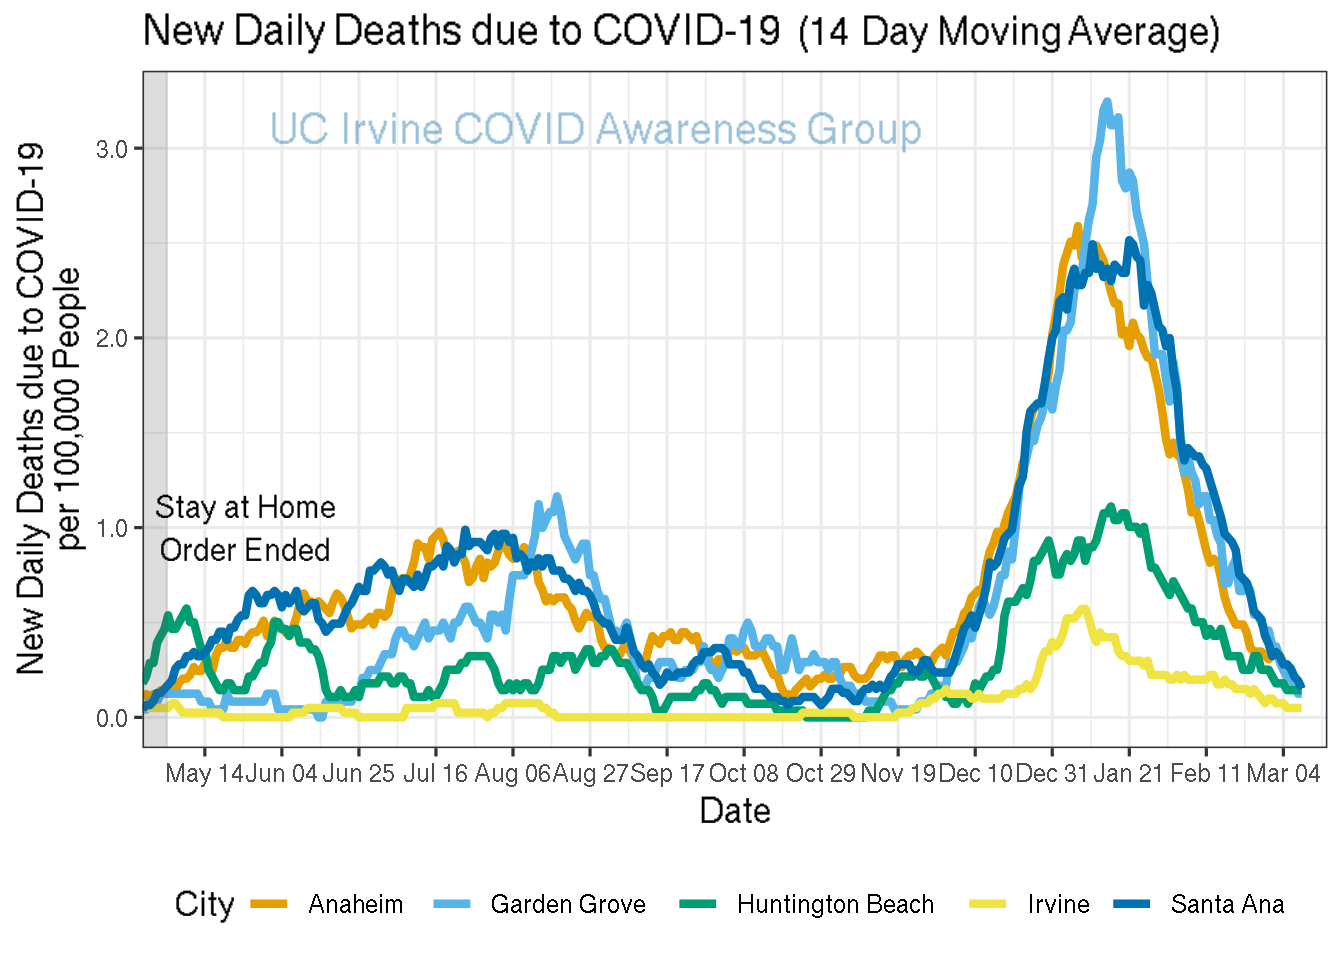 New Daily Deaths due to COVID-19 (14 Day Moving Average)
UC Irvine COVID Awareness Group
New Daily Deaths due to COVID-19
per 100,000 People
3.0
2.0
1.0
0.0
Stay at Home
Order Ended
May 14 Jun 04 Jun 25 Jul 16 Aug 06 Aug 27 Sep 17 Oct 08 Oct 29 Nov 19 Dec 10 Dec 31 Jan 21 Feb 11 Mar 04
Date
City Anaheim Garden Grove Huntington Beach Irvine Santa Ana